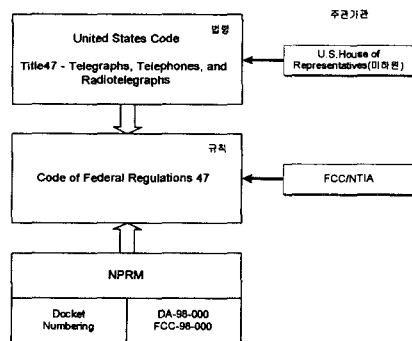 주관기관
법령
United States Code
Title47 - Telegraphs, Telephones, and
Radiotelegraphs
U.S.House of
Representatives(미하원)
규칙
Code of Federal Regulations 47
FCC/NTIA
NPRM
Docket
Numbering
DA-98-000
FCC-98-000